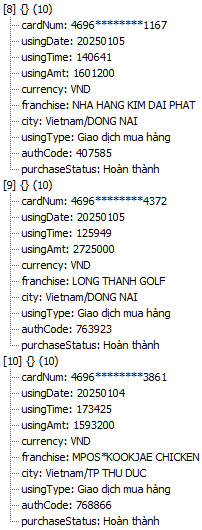 [8] {} (10)
cardNum: 4696********1167
usingDate: 20250105
usingTime: 140641
usingAmt: 1601200
currency: VND
franchise: NHA HANG KIM DAI PHAT
city: Vietnam/DONG NAI
usingType: Giao dịch mua hàng
authCode: 407585
purchaseStatus: Hoàn thành
[9] {} (10)
cardNum: 4696********4372
usingDate: 20250105
usingTime: 125949
usingAmt: 2725000
currency: VND
franchise: LONG THANH GOLF
city: Vietnam/DONG NAI
usingType: Giao dịch mua hàng
authCode: 763923
purchaseStatus: Hoàn thành
[10] {} (10)
cardNum: 4696********3861
usingDate: 20250104
usingTime: 173425
usingAmt: 1593200
currency: VND
franchise: MPOS*KOOKJAE CHICKEN
city: Vietnam/TP THU DUC
usingType: Giao dịch mua hàng
authCode: 768866
purchaseStatus: Hoàn thành